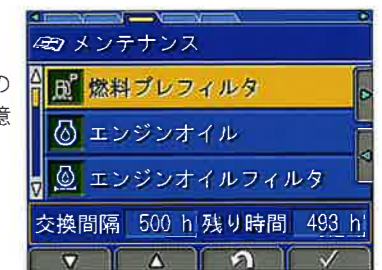 メンテナンス
の
意
燃料プレフィルタ
エンジンオイル
エンジンオイルフィルタ
交換間隔 500 h 残り時間 493 h